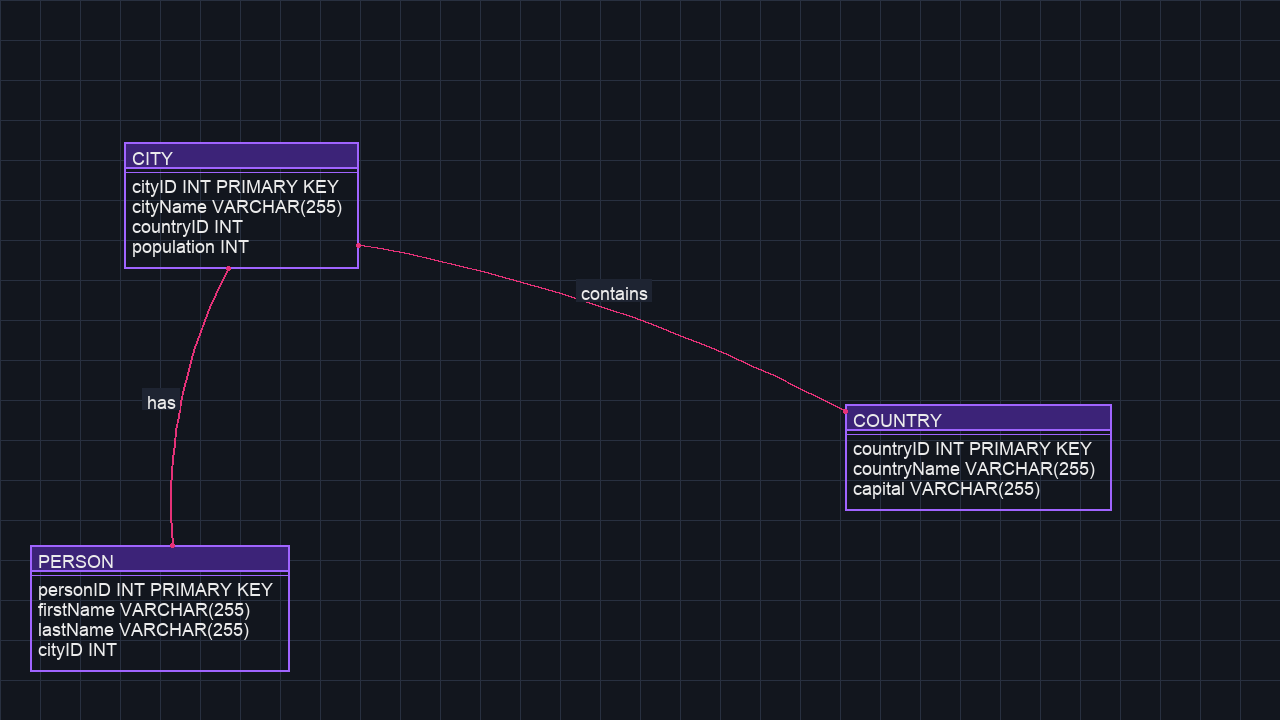 CITY
cityID INT PRIMARY KEY
cityName VARCHAR(255)
countryID INT
population INT
contains
has
COUNTRY
countryID INT PRIMARY KEY
countryName VARCHAR(255)
capital VARCHAR(255)
PERSON
personID INT PRIMARY KEY
firstName VARCHAR(255)
lastName VARCHAR(255)
cityID INT